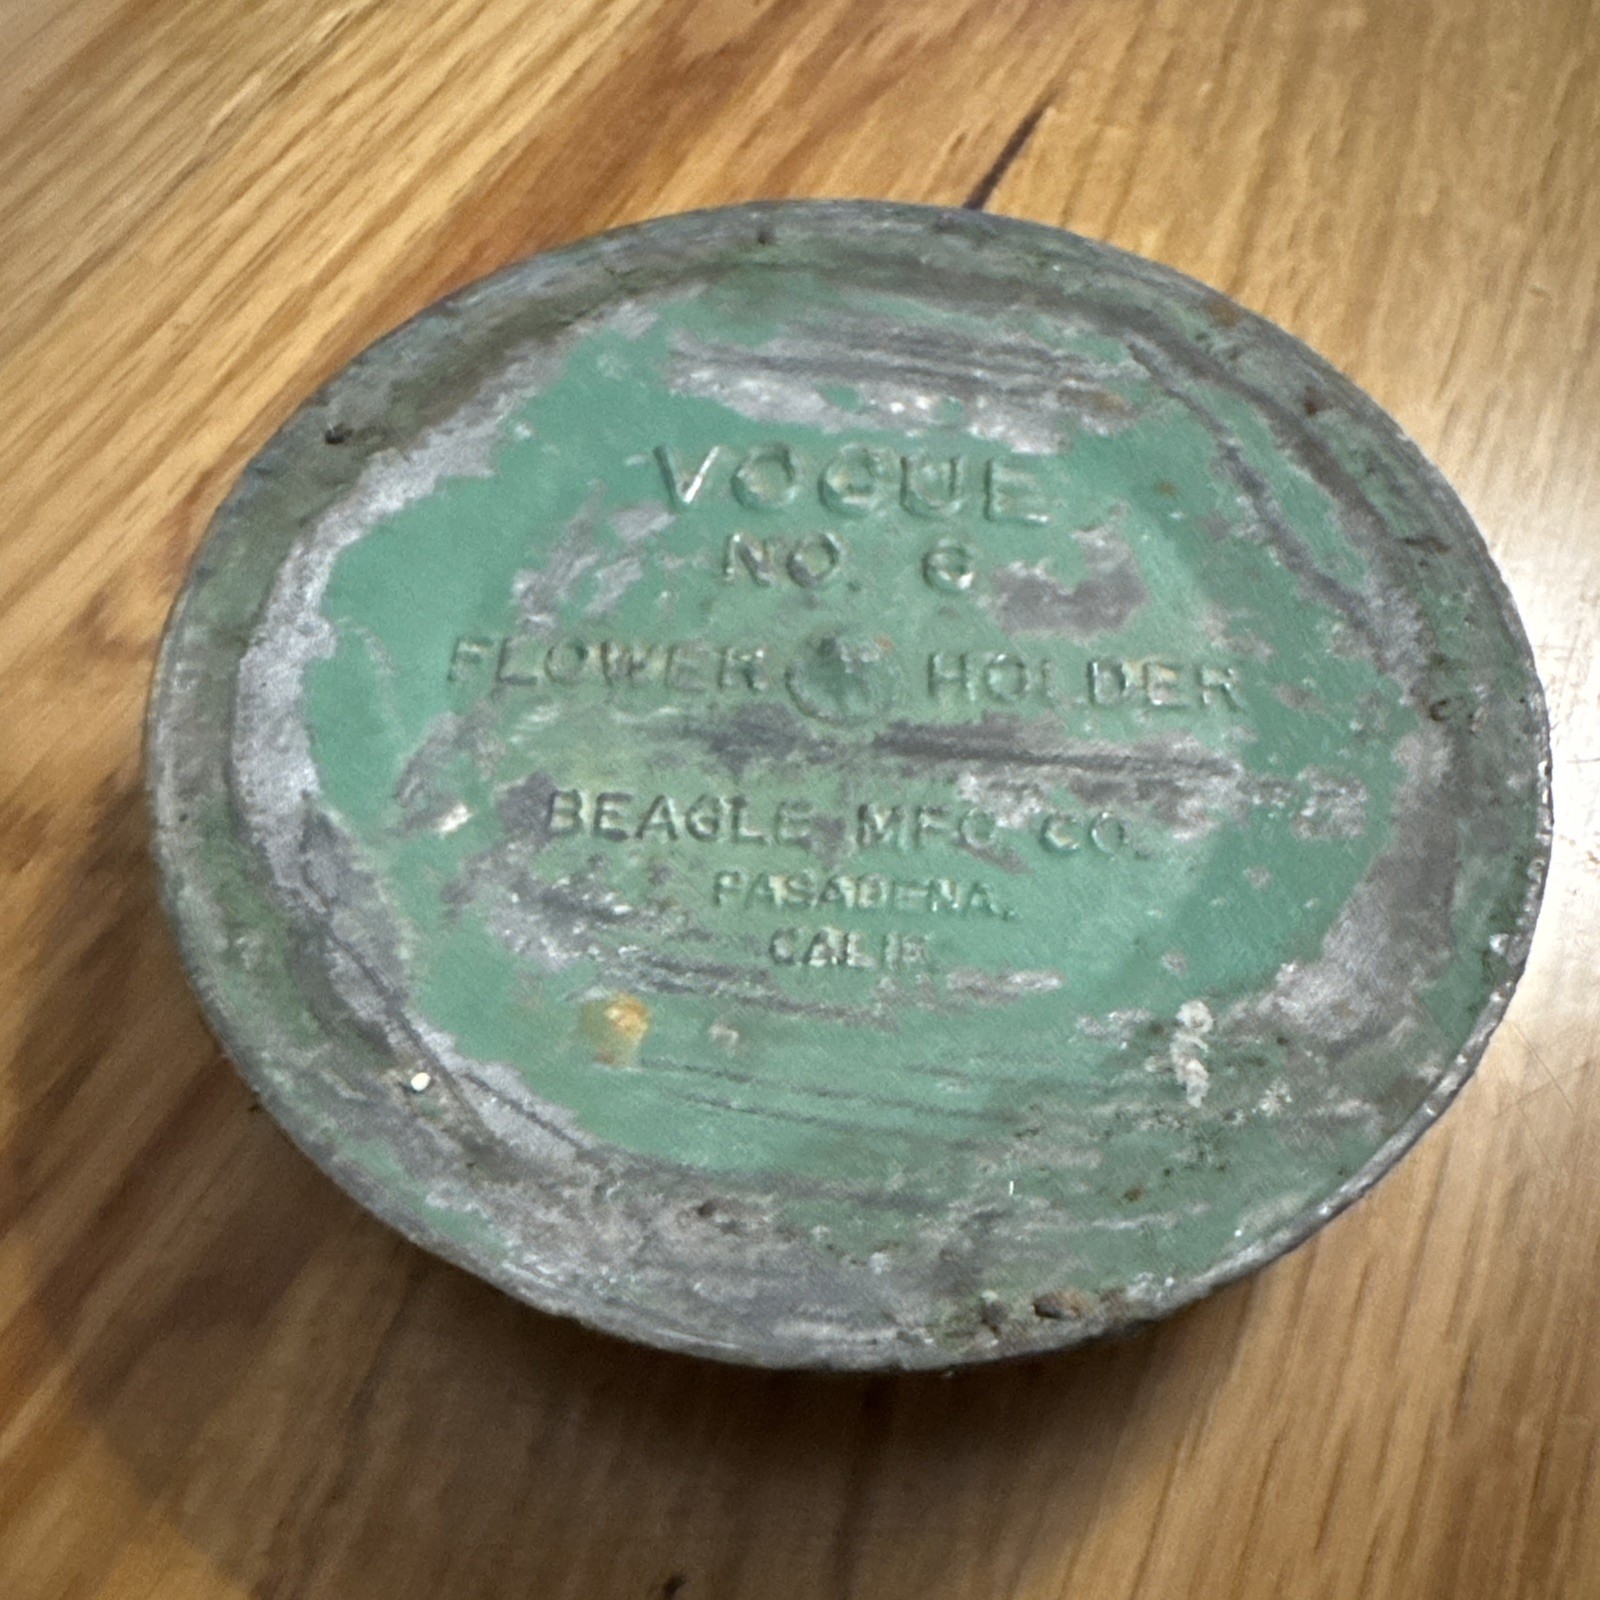 VOGUE
NO. 6
FLOWER HOLDER
BEAGLE MFG CO.
PASADENA,
CALIF.